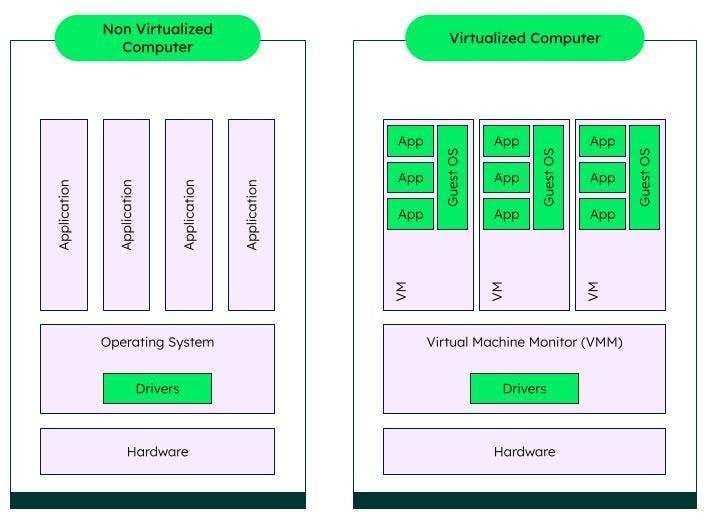 Non Virtualized
Computer
Application
Application
Application
Application
Operating System
Drivers
Hardware
Virtualized Computer
App
App
App
Guest OS
VM
App
App
App
Guest OS
VM
App
App
App
Guest OS
VM
Virtual Machine Monitor (VMM)
Drivers
Hardware